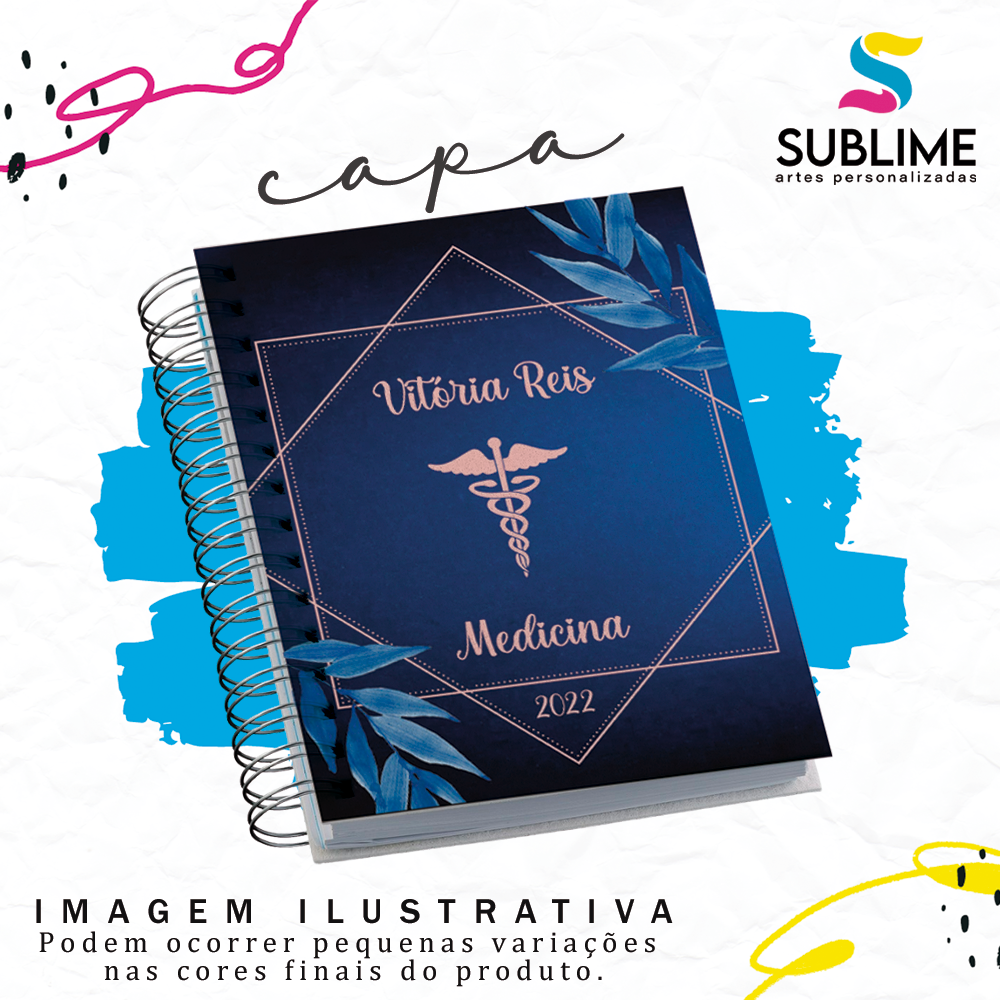 capa
SUBLIME
artes personalizadas
Vitória Reis
Medicina
2022
IMAGEM ILUSTRATIVA
Podem ocorrer pequenas variações
nas cores finais do produto.